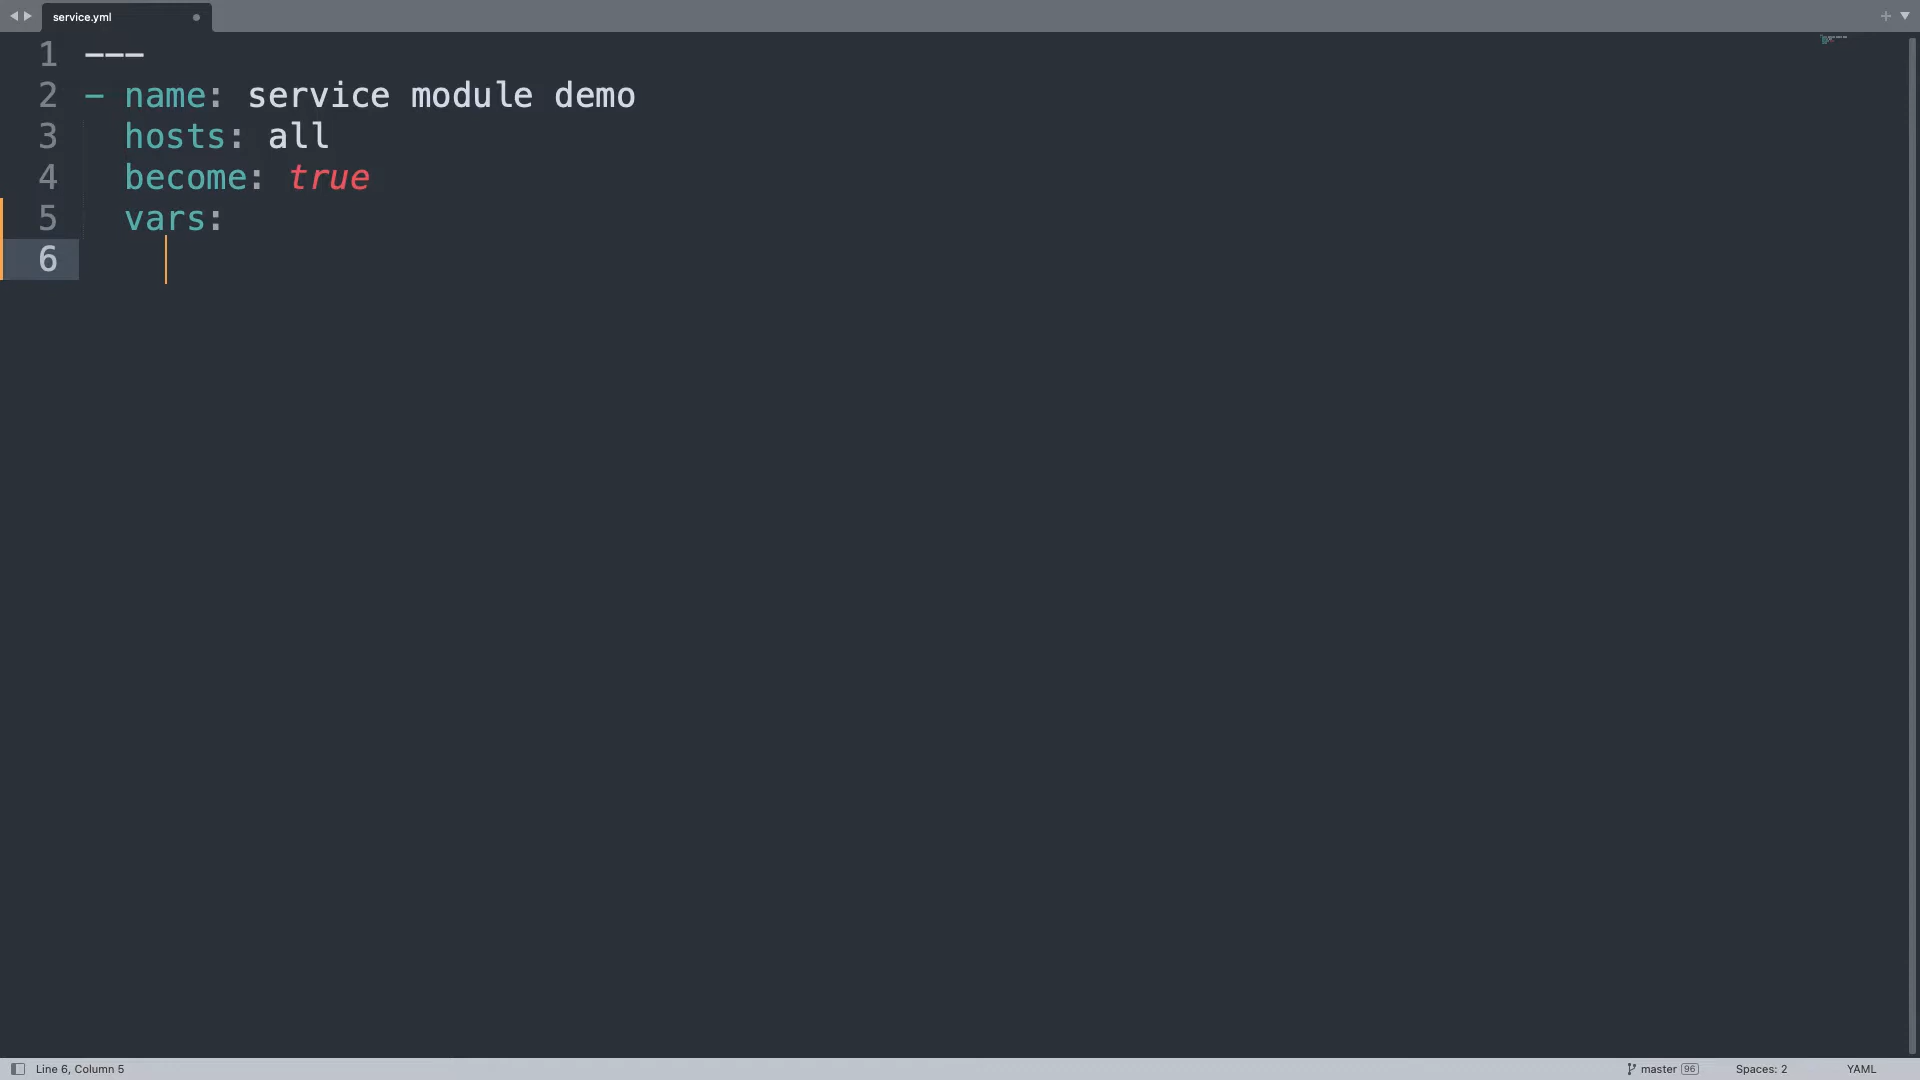 service.yml
1 ---
2 - name: service module demo
3 hosts: all
4 become: true
5 vars:
6
Line 6, Column 5
master 96
Spaces: 2
YAML